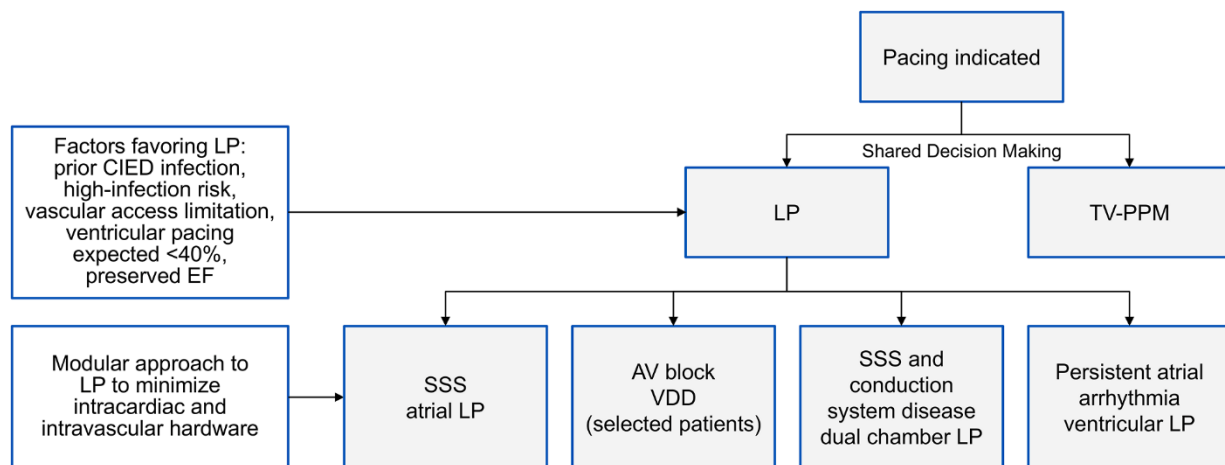 Pacing indicated
Shared Decision Making
Factors favoring LP:
prior CIED infection,
high-infection risk,
vascular access limitation,
ventricular pacing
expected <40%,
preserved EF
LP
TV-PPM
Modular approach to
LP to minimize
intracardiac and
intravascular hardware
SSS
atrial LP
AV block
VDD
(selected patients)
SSS and
conduction
system disease
dual chamber LP
Persistent atrial
arrhythmia
ventricular LP